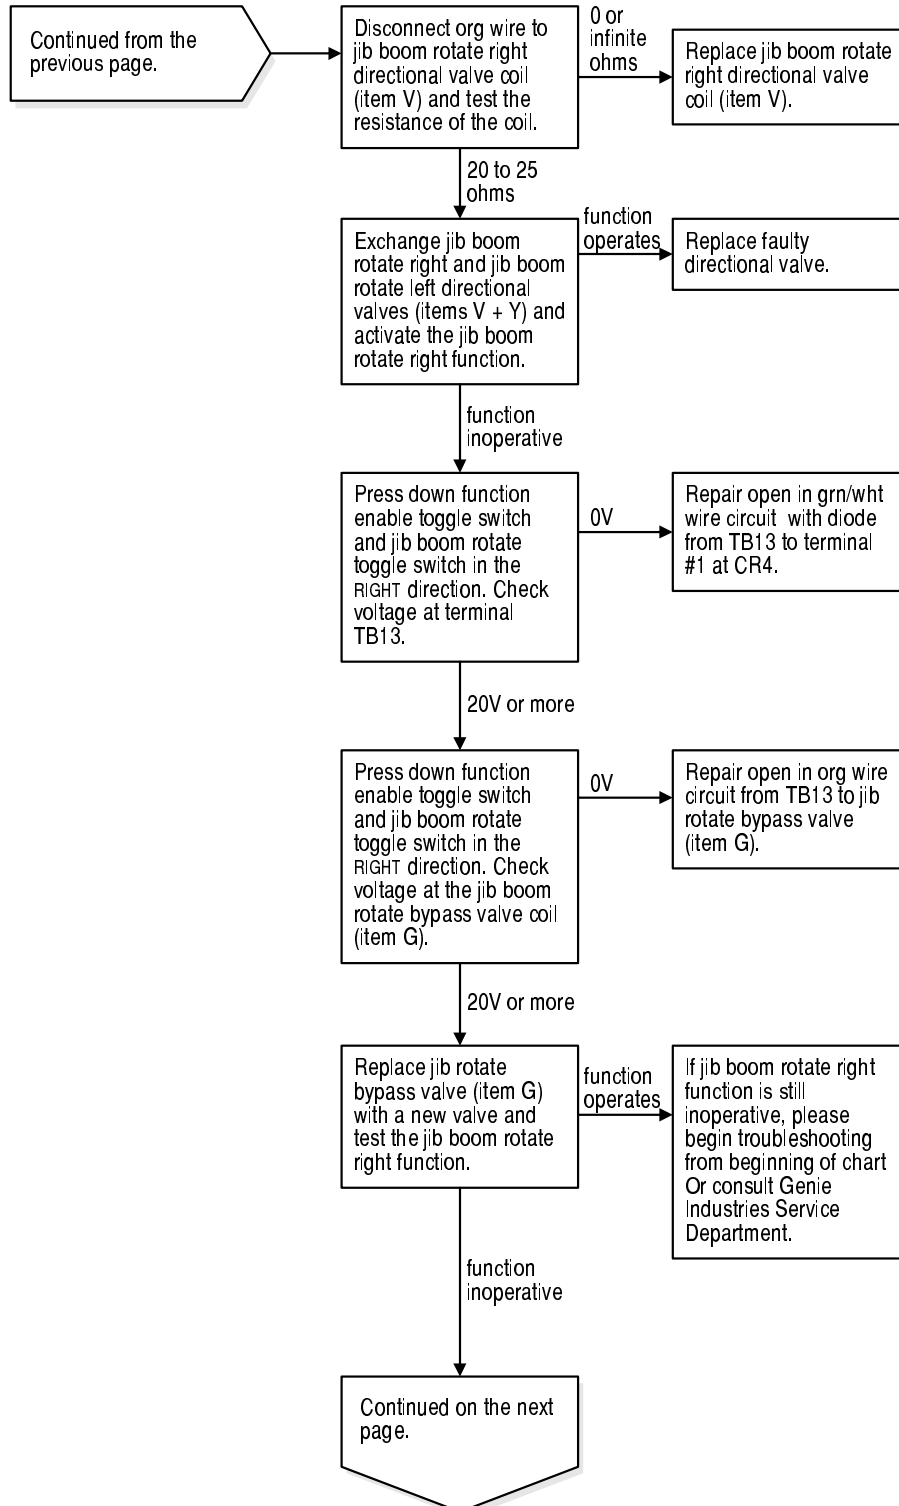 Continued from the
previous page.
Disconnect org wire to
jib boom rotate right
directional valve coil
(item V) and test the
resistance of the coil.
0 or
infinite
ohms
Replace jib boom rotate
right directional valve
coil (item V).
20 to 25
ohms
Exchange jib boom
rotate right and jib boom
rotate left directional
valves (items V + Y) and
activate the jib boom
rotate right function.
function
operates
Replace faulty
directional valve.
function
inoperative
Press down function
enable toggle switch
and jib boom rotate
toggle switch in the
RIGHT direction. Check
voltage at terminal
TB13.
0V
Repair open in grn/wht
wire circuit with diode
from TB13 to terminal
#1 at CR4.
20V or more
Press down function
enable toggle switch
and jib boom rotate
toggle switch in the
RIGHT direction. Check
voltage at the jib boom
rotate bypass valve coil
(item G).
0V
Repair open in org wire
circuit from TB13 to jib
rotate bypass valve
(item G).
20V or more
Replace jib rotate
bypass valve (item G)
with a new valve and
test the jib boom rotate
right function.
function
operates
If jib boom rotate right
function is still
inoperative, please
begin troubleshooting
from beginning of chart
Or consult Genie
Industries Service
Department.
function
inoperative
Continued on the next
page.